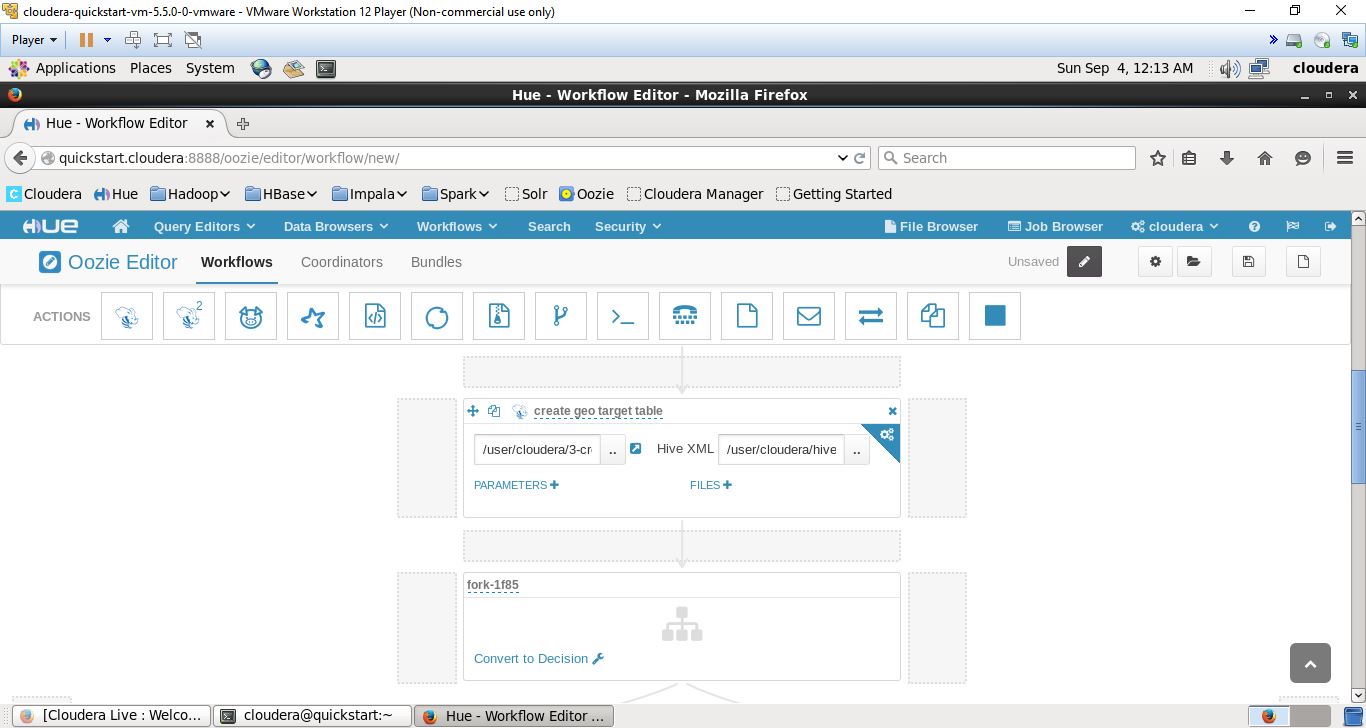 cloudera-quickstart-vm-5.5.0-0-vmware - VMware Workstation 12 Player (Non-commercial use only)
Player
Applications Places System Sun Sep 4, 12:13 AM cloudera
Hue - Workflow Editor - Mozilla Firefox
Hue - Workflow Editor
quickstart.cloudera:8888/oozie/editor/workflow/new/ Search
Cloudera Hue Hadoop HBase Impala Spark Solr Oozie Cloudera Manager Getting Started
HUE Query Editors Data Browsers Workflows Search Security File Browser Job Browser cloudera
Oozie Editor Workflows Coordinators Bundles Unsaved
ACTIONS 2
create geo target table
/user/cloudera/3-cr .. Hive XML /user/cloudera/hive ..
PARAMETERS FILES
fork-1f85
Convert to Decision
[Cloudera Live : Welco... cloudera@quickstart:~ Hue - Workflow Editor ...